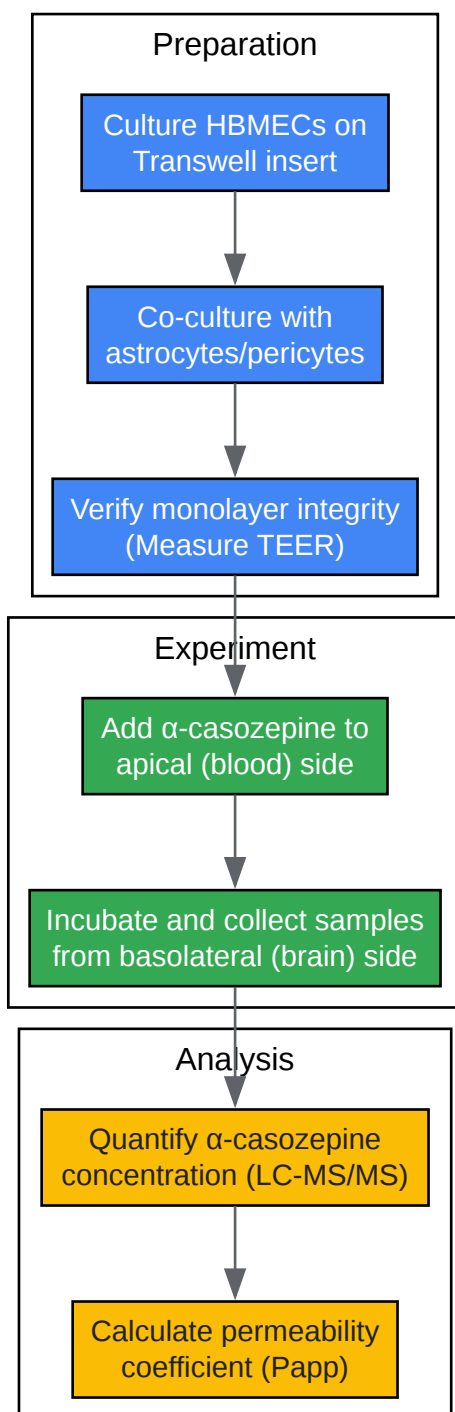 Preparation
Culture HBMECs on
Transwell insert
Co-culture with
astrocytes/pericytes
Verify monolayer integrity
(Measure TEER)
Experiment
Add α-casozepine to
apical (blood) side
Incubate and collect samples
from basolateral (brain) side
Analysis
Quantify α-casozepine
concentration (LC-MS/MS)
Calculate permeability
coefficient (Papp)